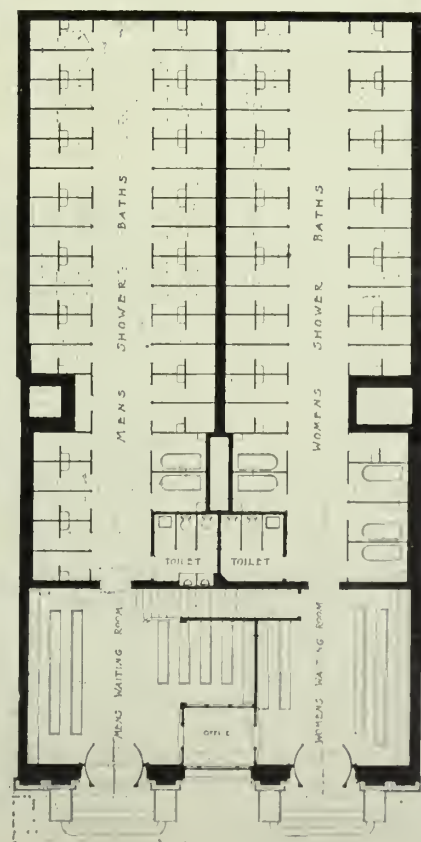 MENS SHOWER BATHS
WOMENS SHOWER BATHS
TOILET
TOILET
MENS WAITING ROOM
WOMENS WAITING ROOM
OFFICE